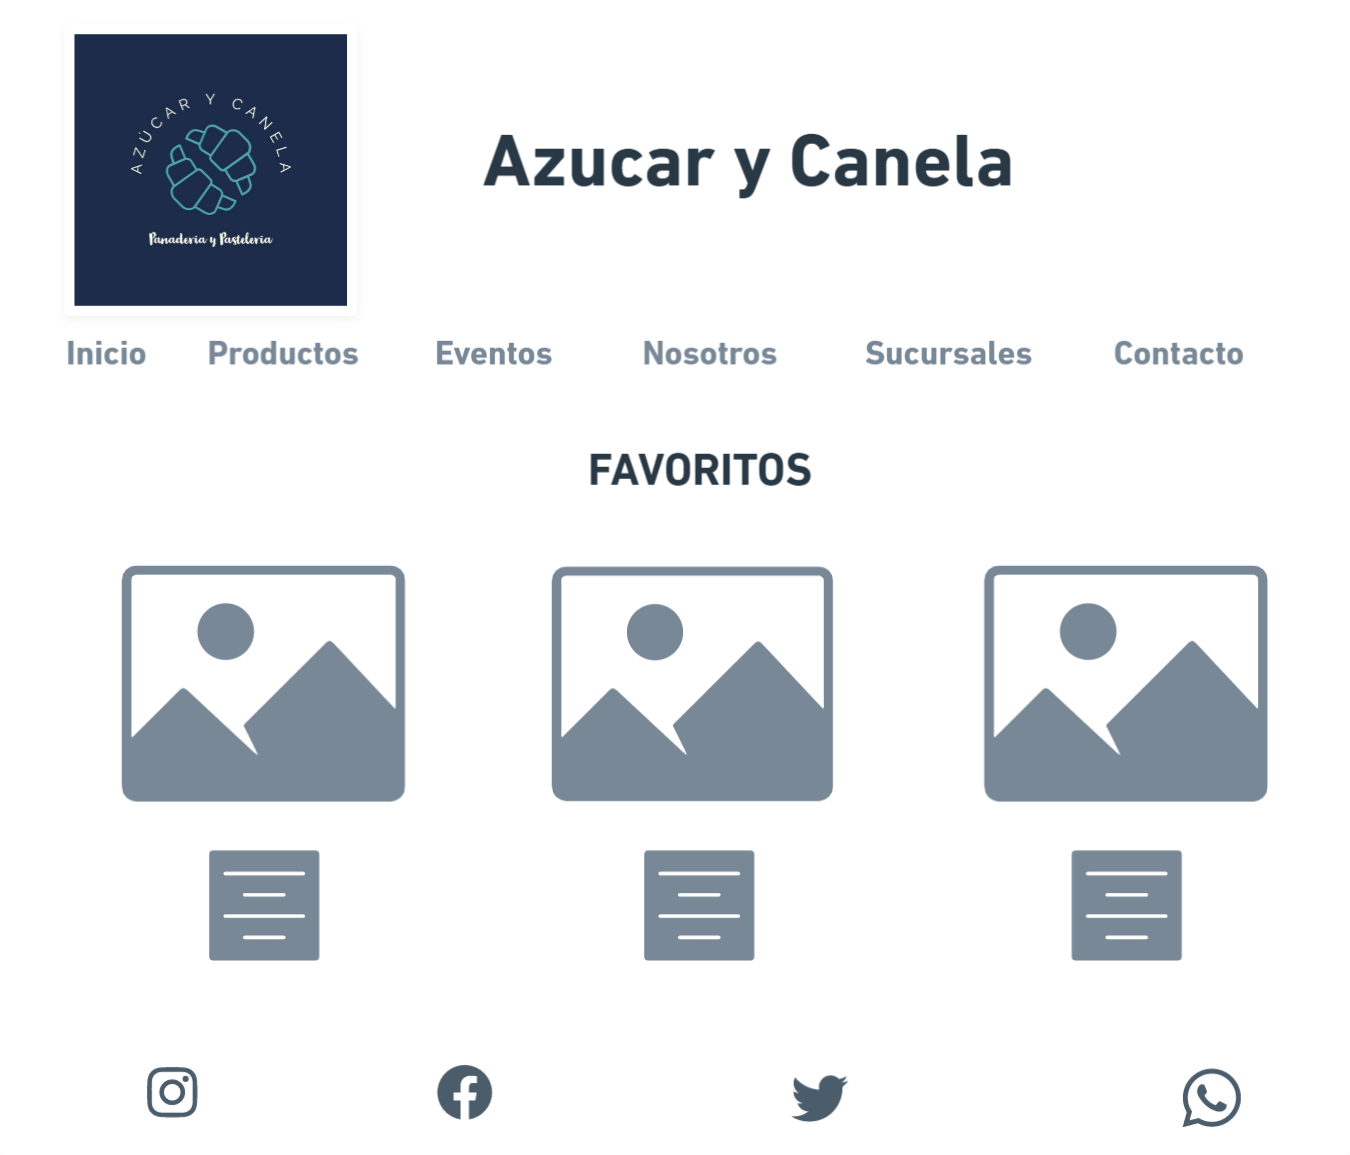 AZÚCAR Y CANELA
Panadería y Pastelería
Azucar y Canela
Inicio Productos Eventos Nosotros Sucursales Contacto
FAVORITOS